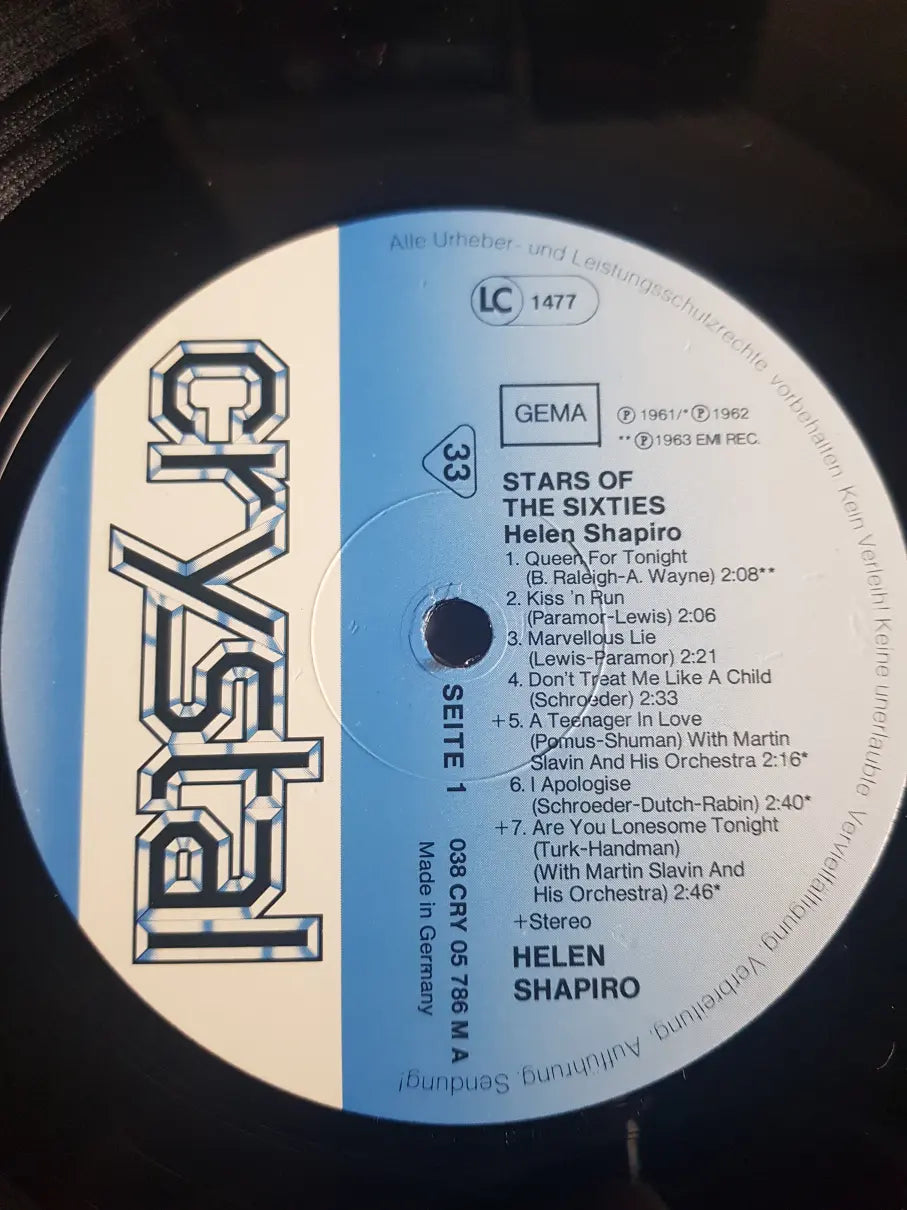 Alle Urheber- und Leistungsschutzrechte vorbehalten Kein Verleih! Keine unerlaubte Vervielfältigung, Verbreitung, Aufführung, Sendung!
LC 1477
GEMA
Ⓟ 1961/*Ⓟ 1962
**Ⓟ1963 EMI REC.
33
STARS OF
THE SIXTIES
Helen Shapiro
1. Queen For Tonight
(B. Raleigh-A. Wayne) 2:08**
2. Kiss 'n Run
(Paramor-Lewis) 2:06
3. Marvellous Lie
(Lewis-Paramor) 2:21
4. Don't Treat Me Like A Child
(Schroeder) 2:33
+5. A Teenager In Love
(Pomus-Shuman) With Martin
Slavin And His Orchestra 2:16*
6. I Apologise
(Schroeder-Dutch-Rabin) 2:40*
+7. Are You Lonesome Tonight
(Turk-Handman)
(With Martin Slavin And
His Orchestra) 2:46*
+Stereo
HELEN
SHAPIRO
crystal
SEITE 1
038 CRY 05 786 M A
Made in Germany